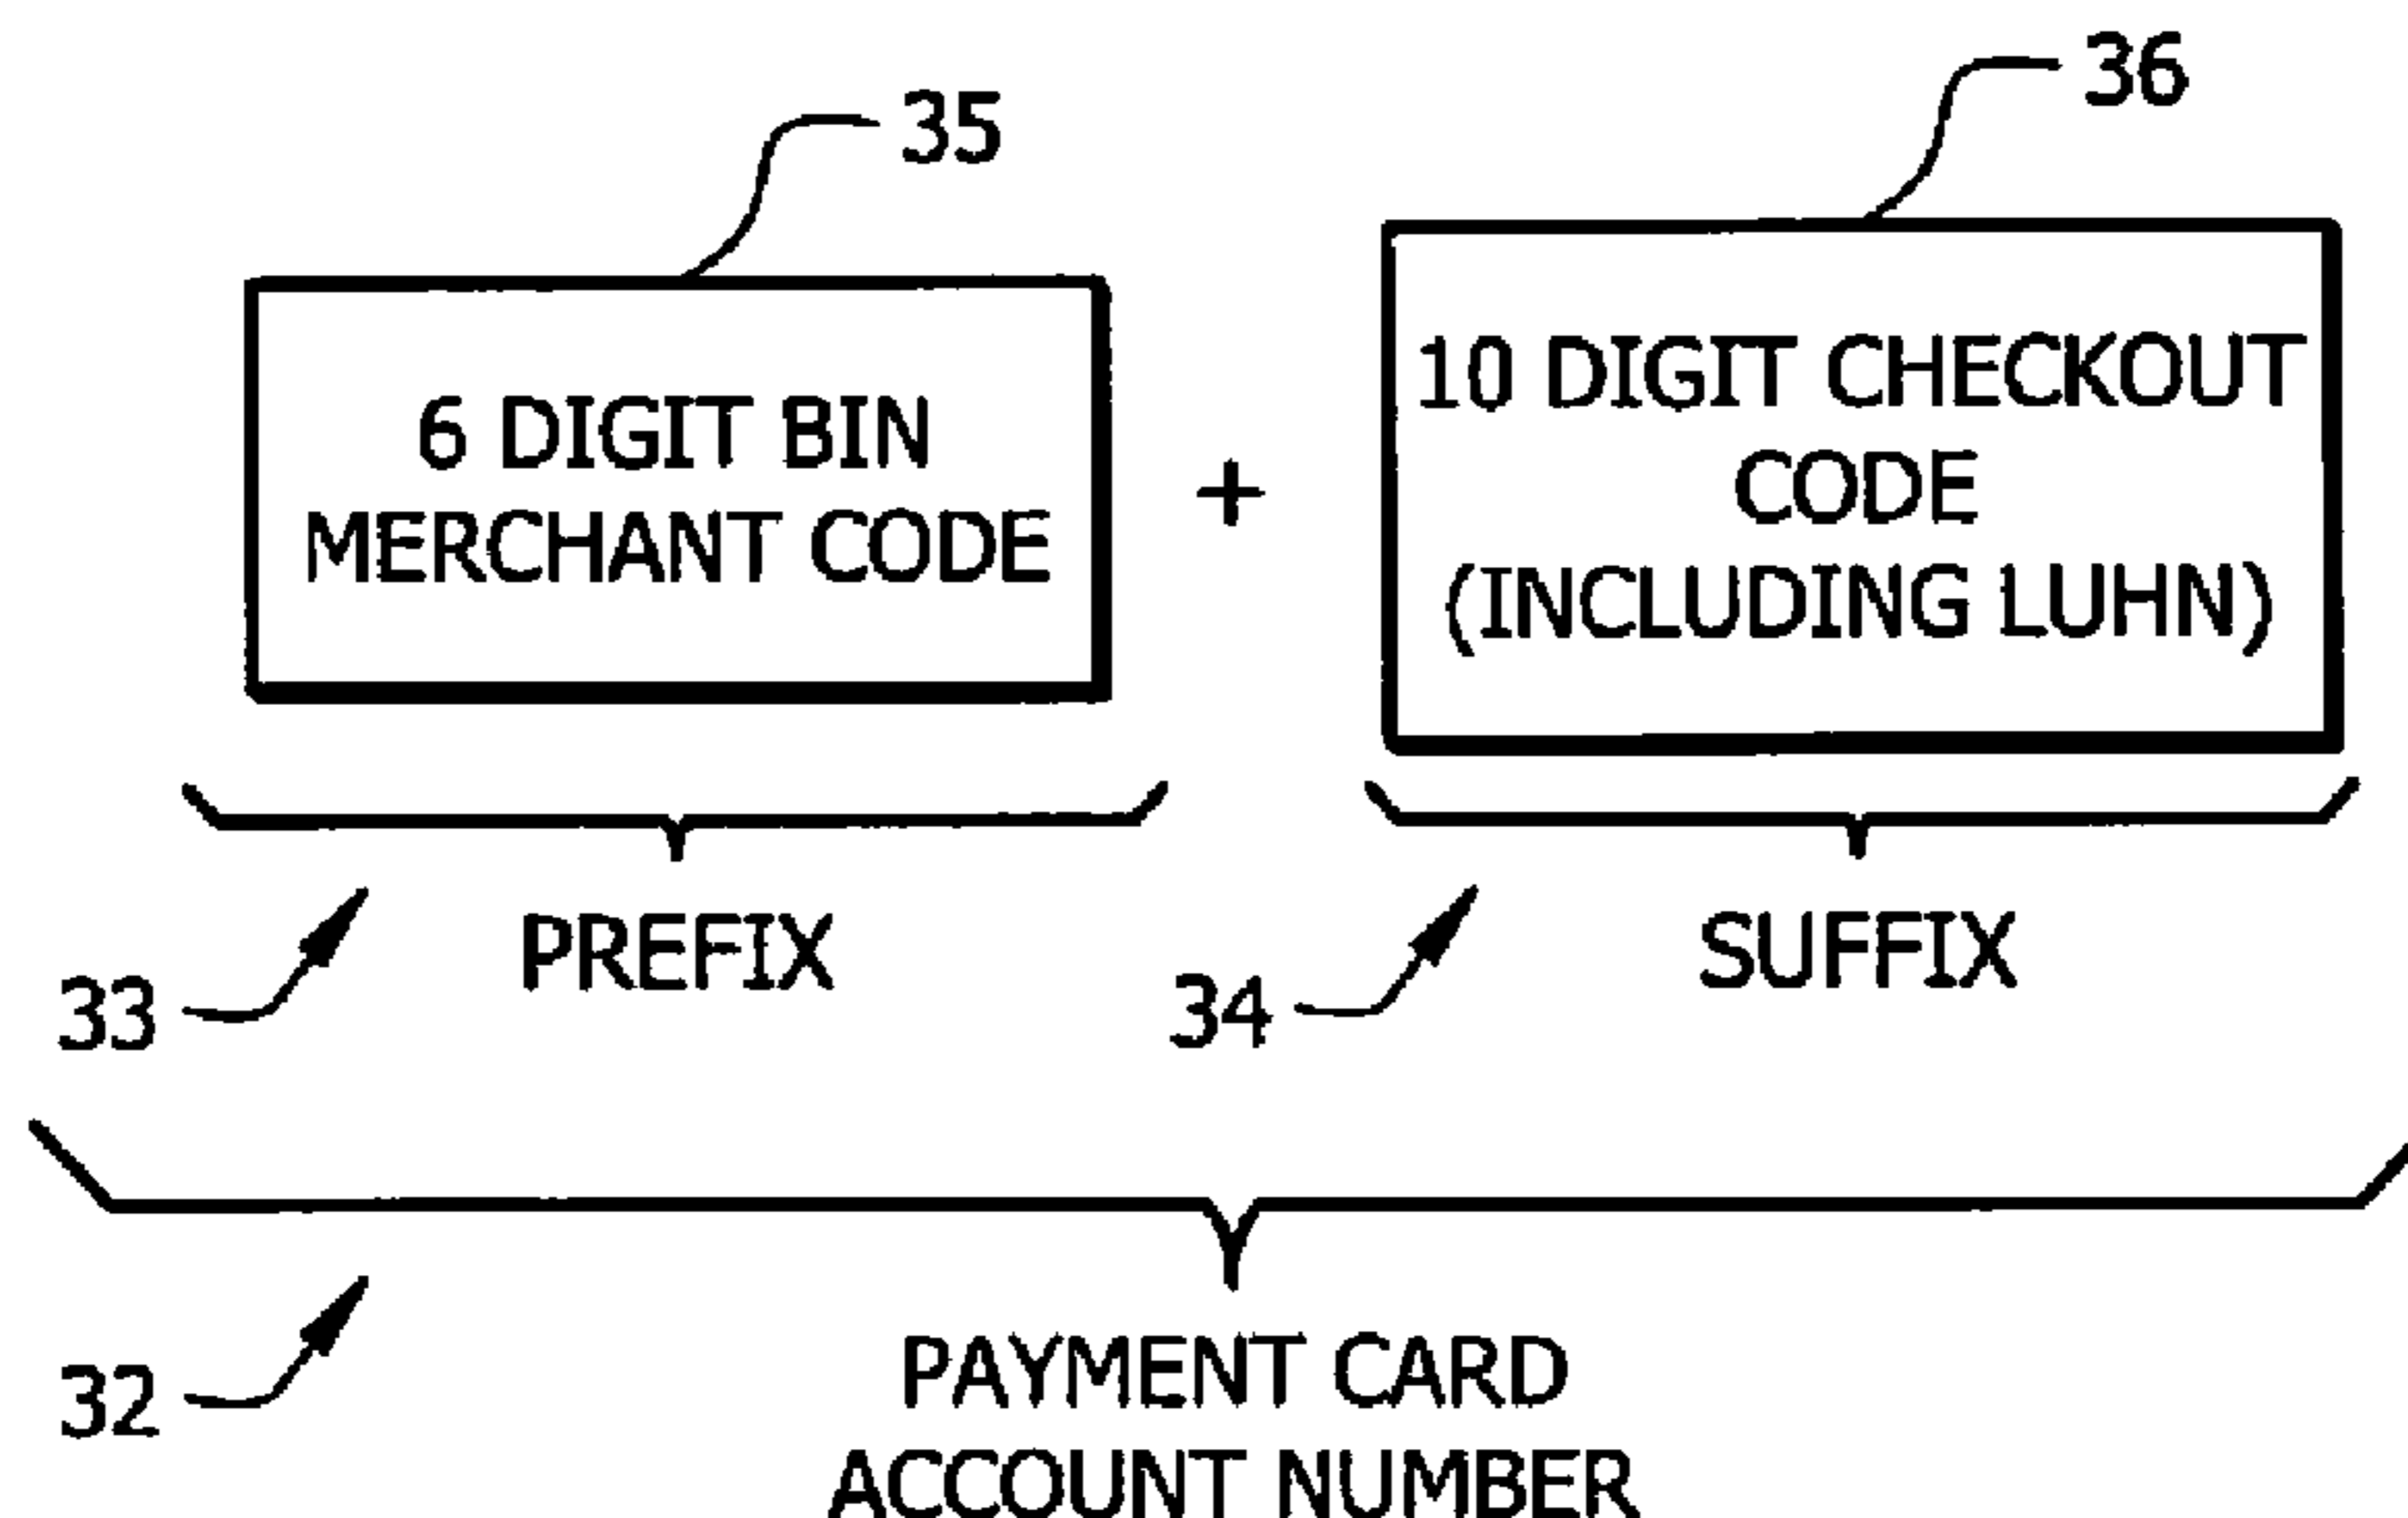 35
36
6 DIGIT BIN
MERCHANT CODE
+
10 DIGIT CHECKOUT
CODE
(INCLUDING LUHN)
33
PREFIX
34
SUFFIX
32
PAYMENT CARD
ACCOUNT NUMBER